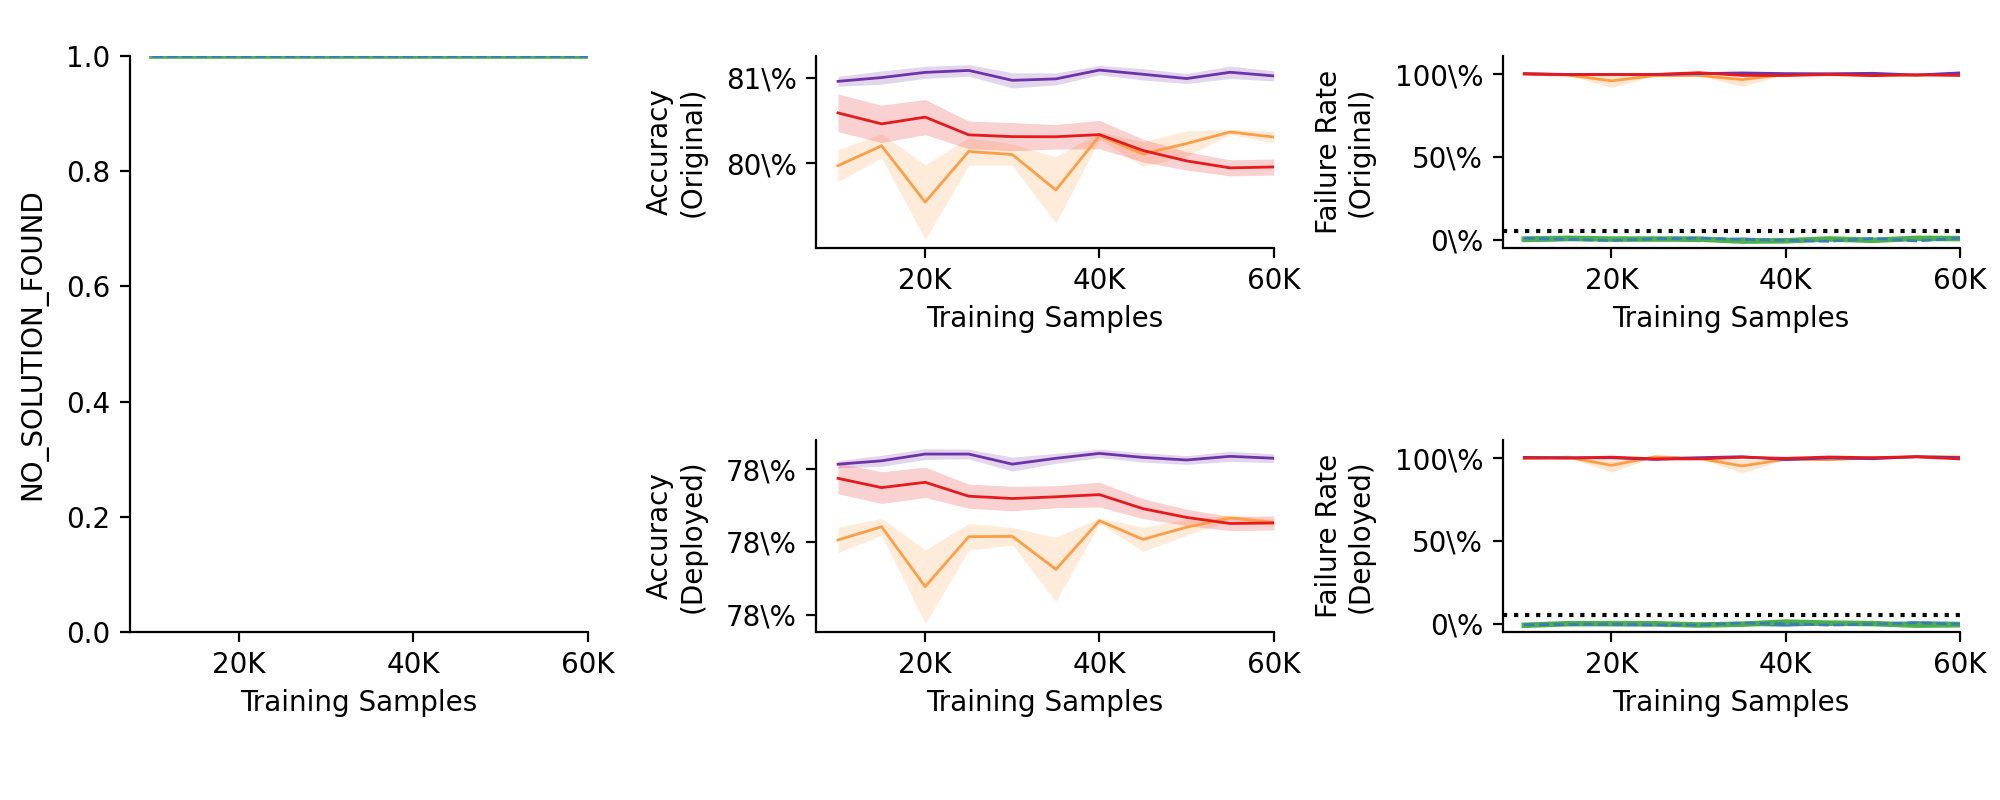 NO_SOLUTION_FOUND
1.0
0.8
0.6
0.4
0.2
0.0
20K 40K 60K
Training Samples
Accuracy
(Original)
81\%
80\%
20K 40K 60K
Training Samples
Failure Rate
(Original)
100\%
50\%
0\%
20K 40K 60K
Training Samples
Accuracy
(Deployed)
78\%
78\%
78\%
20K 40K 60K
Training Samples
Failure Rate
(Deployed)
100\%
50\%
0\%
20K 40K 60K
Training Samples